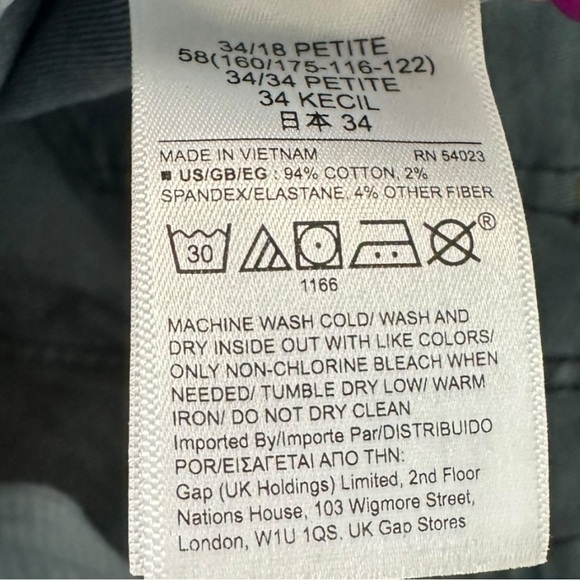 34/18 PETITE
58(160/175-116-122)
34/34 PETITE
34 KECIL
日本 34
MADE IN VIETNAM RN 54023
■ US/GB/EG : 94% COTTON, 2%
SPANDEX/ELASTANE, 4% OTHER FIBER
30
®
1166
MACHINE WASH COLD/ WASH AND
DRY INSIDE OUT WITH LIKE COLORS/
ONLY NON-CHLORINE BLEACH WHEN
NEEDED/ TUMBLE DRY LOW/ WARM
IRON/ DO NOT DRY CLEAN
Imported By/Importe Par/DISTRIBUIDO
POR/ΕΙΣΑΓΕΤΑΙ ΑΠΟ ΤΗΝ:
Gap (UK Holdings) Limited, 2nd Floor
Nations House, 103 Wigmore Street,
London, W1U 1QS. UK Gap Stores